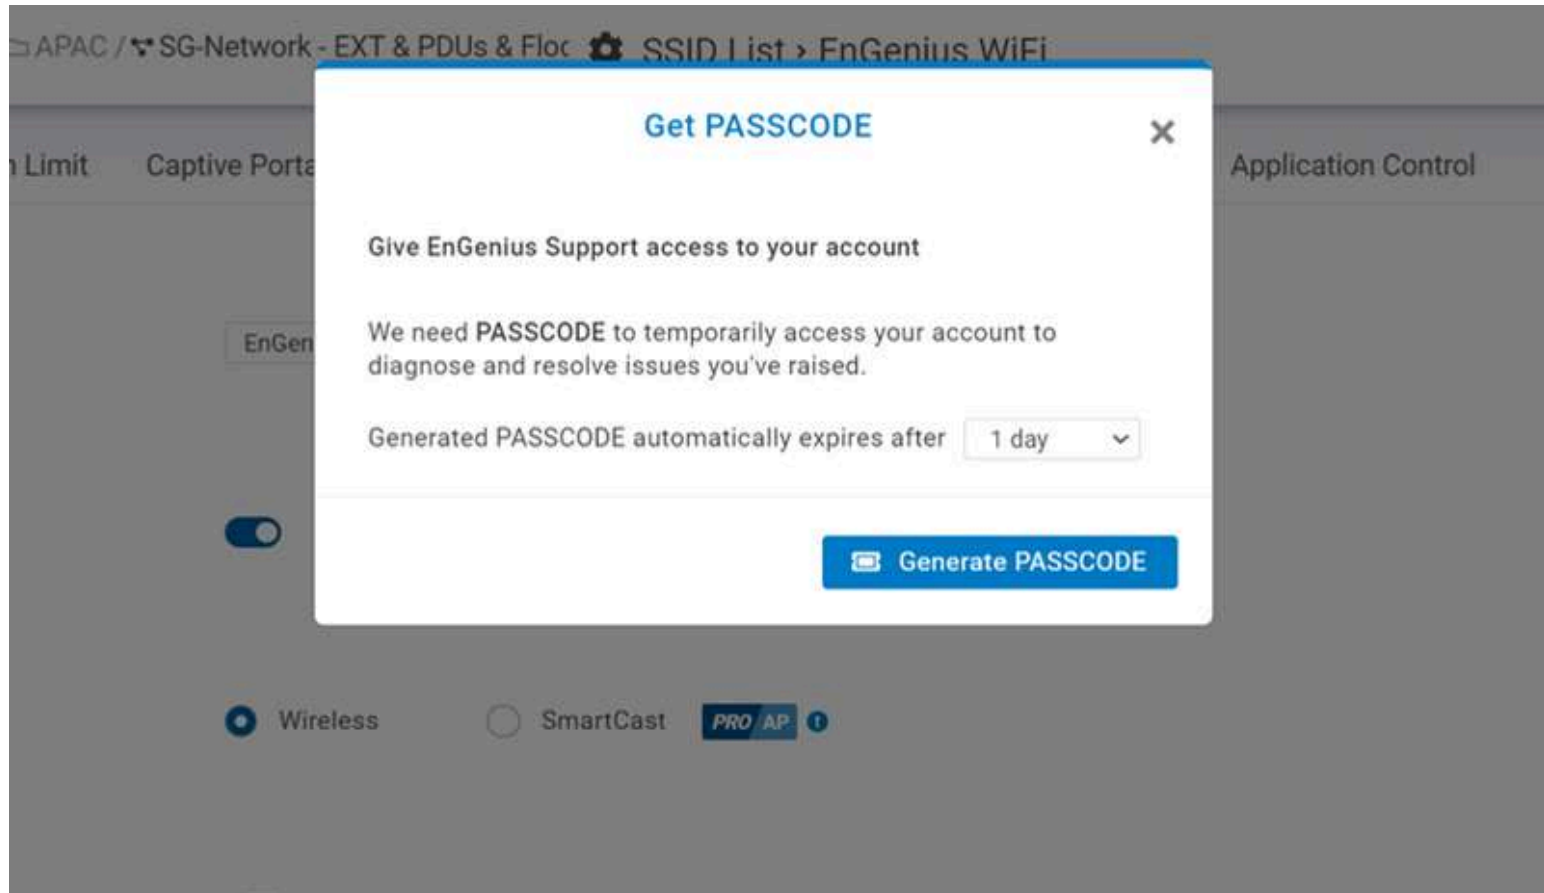 APAC / SG-Network - EXT & PDUs & Floc SSID List › EnGenius WiFi
Get PASSCODE
Limit Captive Porta Application Control
Give EnGenius Support access to your account
We need PASSCODE to temporarily access your account to
diagnose and resolve issues you've raised.
EnGen
Generated PASSCODE automatically expires after 1 day
Generate PASSCODE
Wireless SmartCast PRO AP